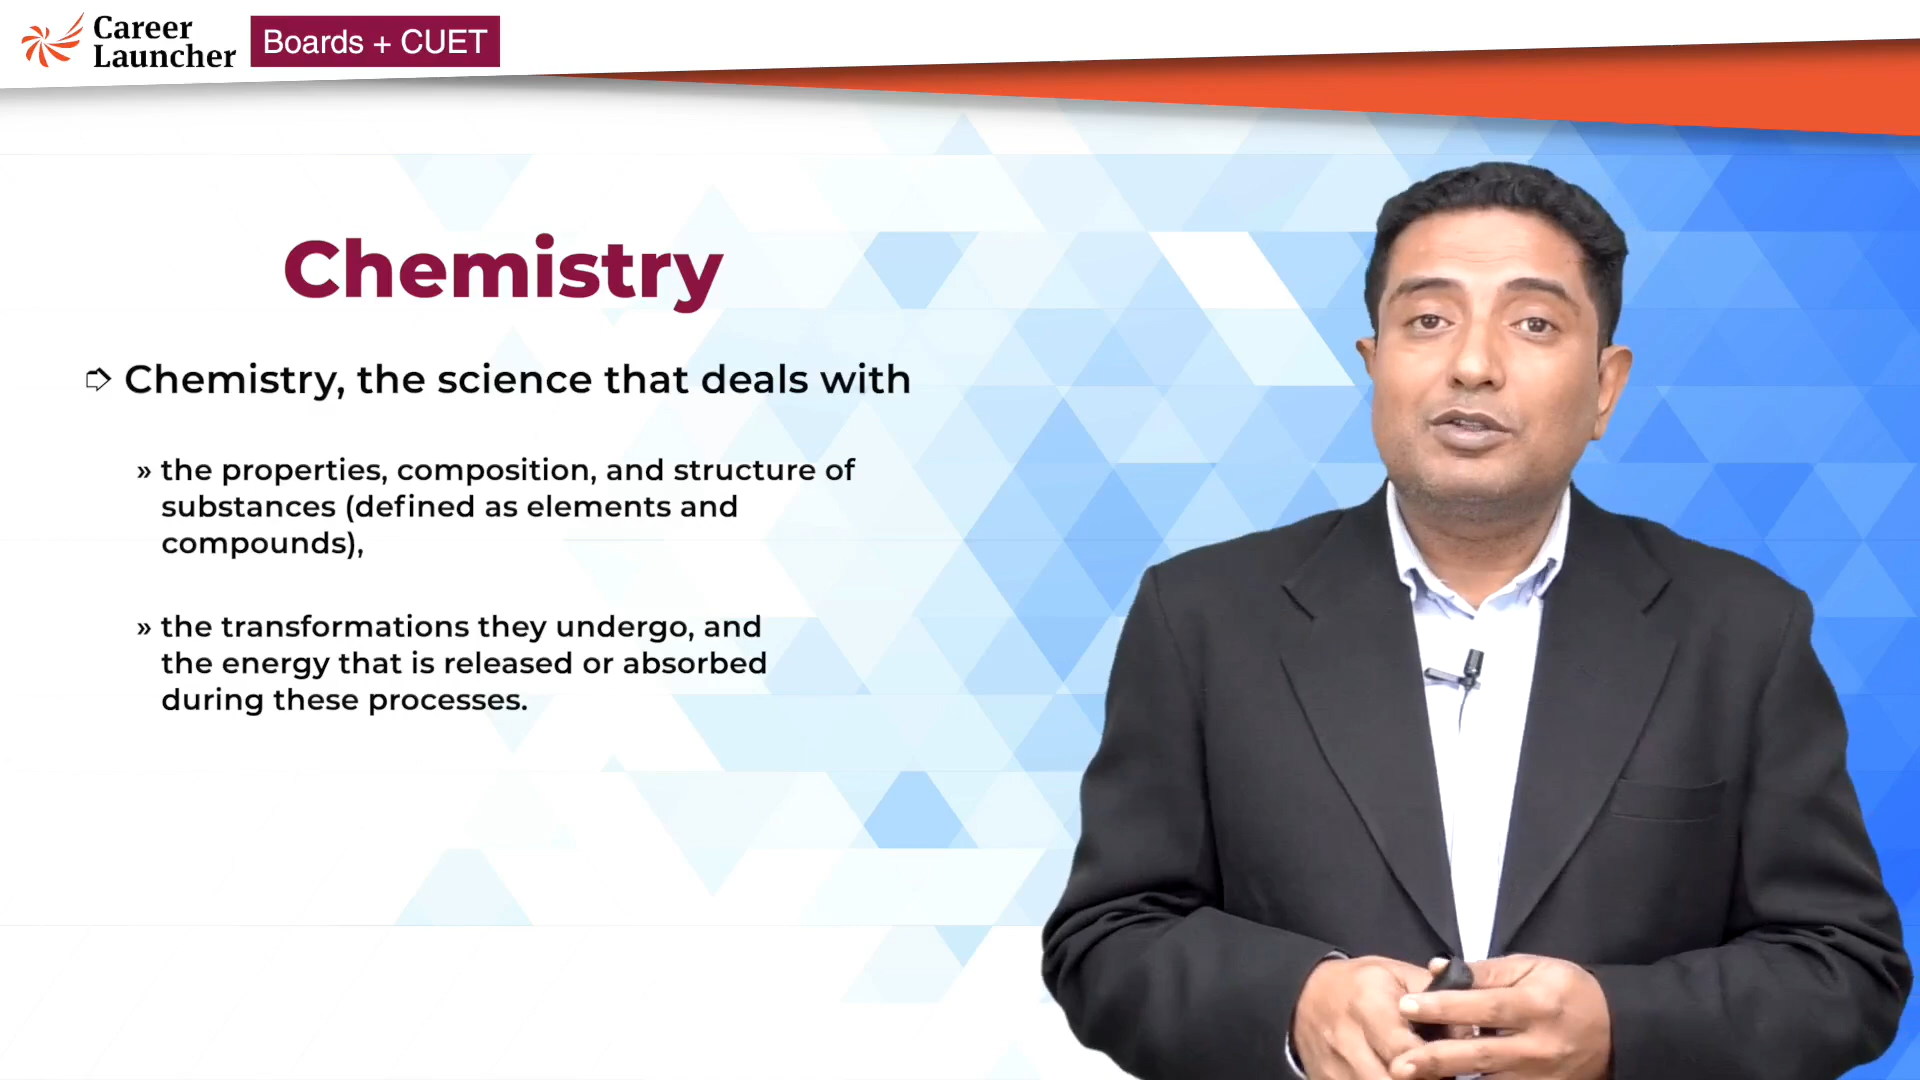 Career
Launcher
Boards + CUET
Chemistry
➩ Chemistry, the science that deals with
» the properties, composition, and structure of
substances (defined as elements and
compounds),
» the transformations they undergo, and
the energy that is released or absorbed
during these processes.